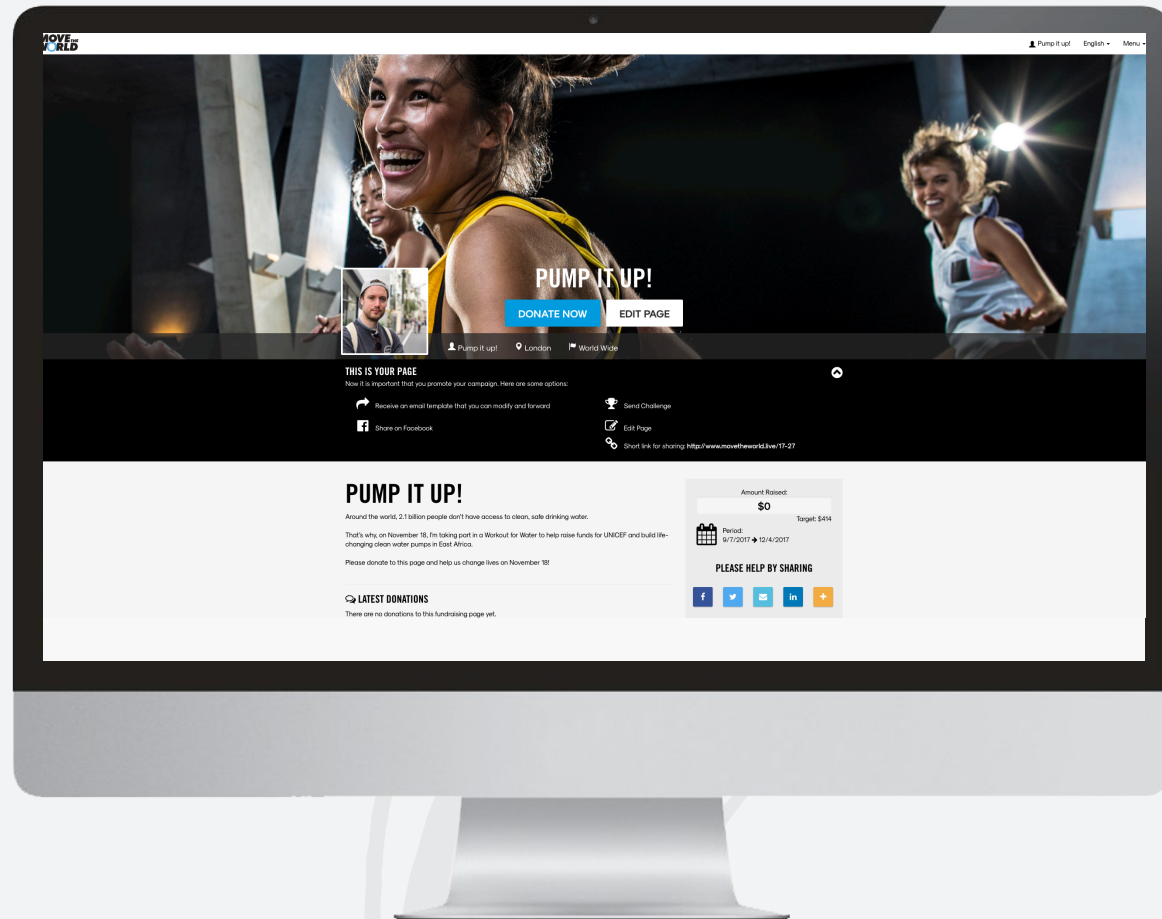 MOVE THE
WORLD
Pump it up! English Menu
PUMP IT UP!
DONATE NOW EDIT PAGE
Pump it up! London World Wide
THIS IS YOUR PAGE
Now it is important that you promote your campaign. Here are some options:
Receive an email template that you can modify and forward
Share on Facebook
Send Challenge
Edit Page
Short link for sharing: http://www.movetheworld.live/17-27
PUMP IT UP!
Around the world, 2.1 billion people don't have access to clean, safe drinking water.
That's why, on November 18, I'm taking part in a Workout for Water to help raise funds for UNICEF and build life-
changing clean water pumps in East Africa.
Please donate to this page and help us change lives on November 18!
LATEST DONATIONS
There are no donations to this fundraising page yet.
Amount Raised:
$0
Target: $414
Period:
9/7/2017 → 12/4/2017
PLEASE HELP BY SHARING